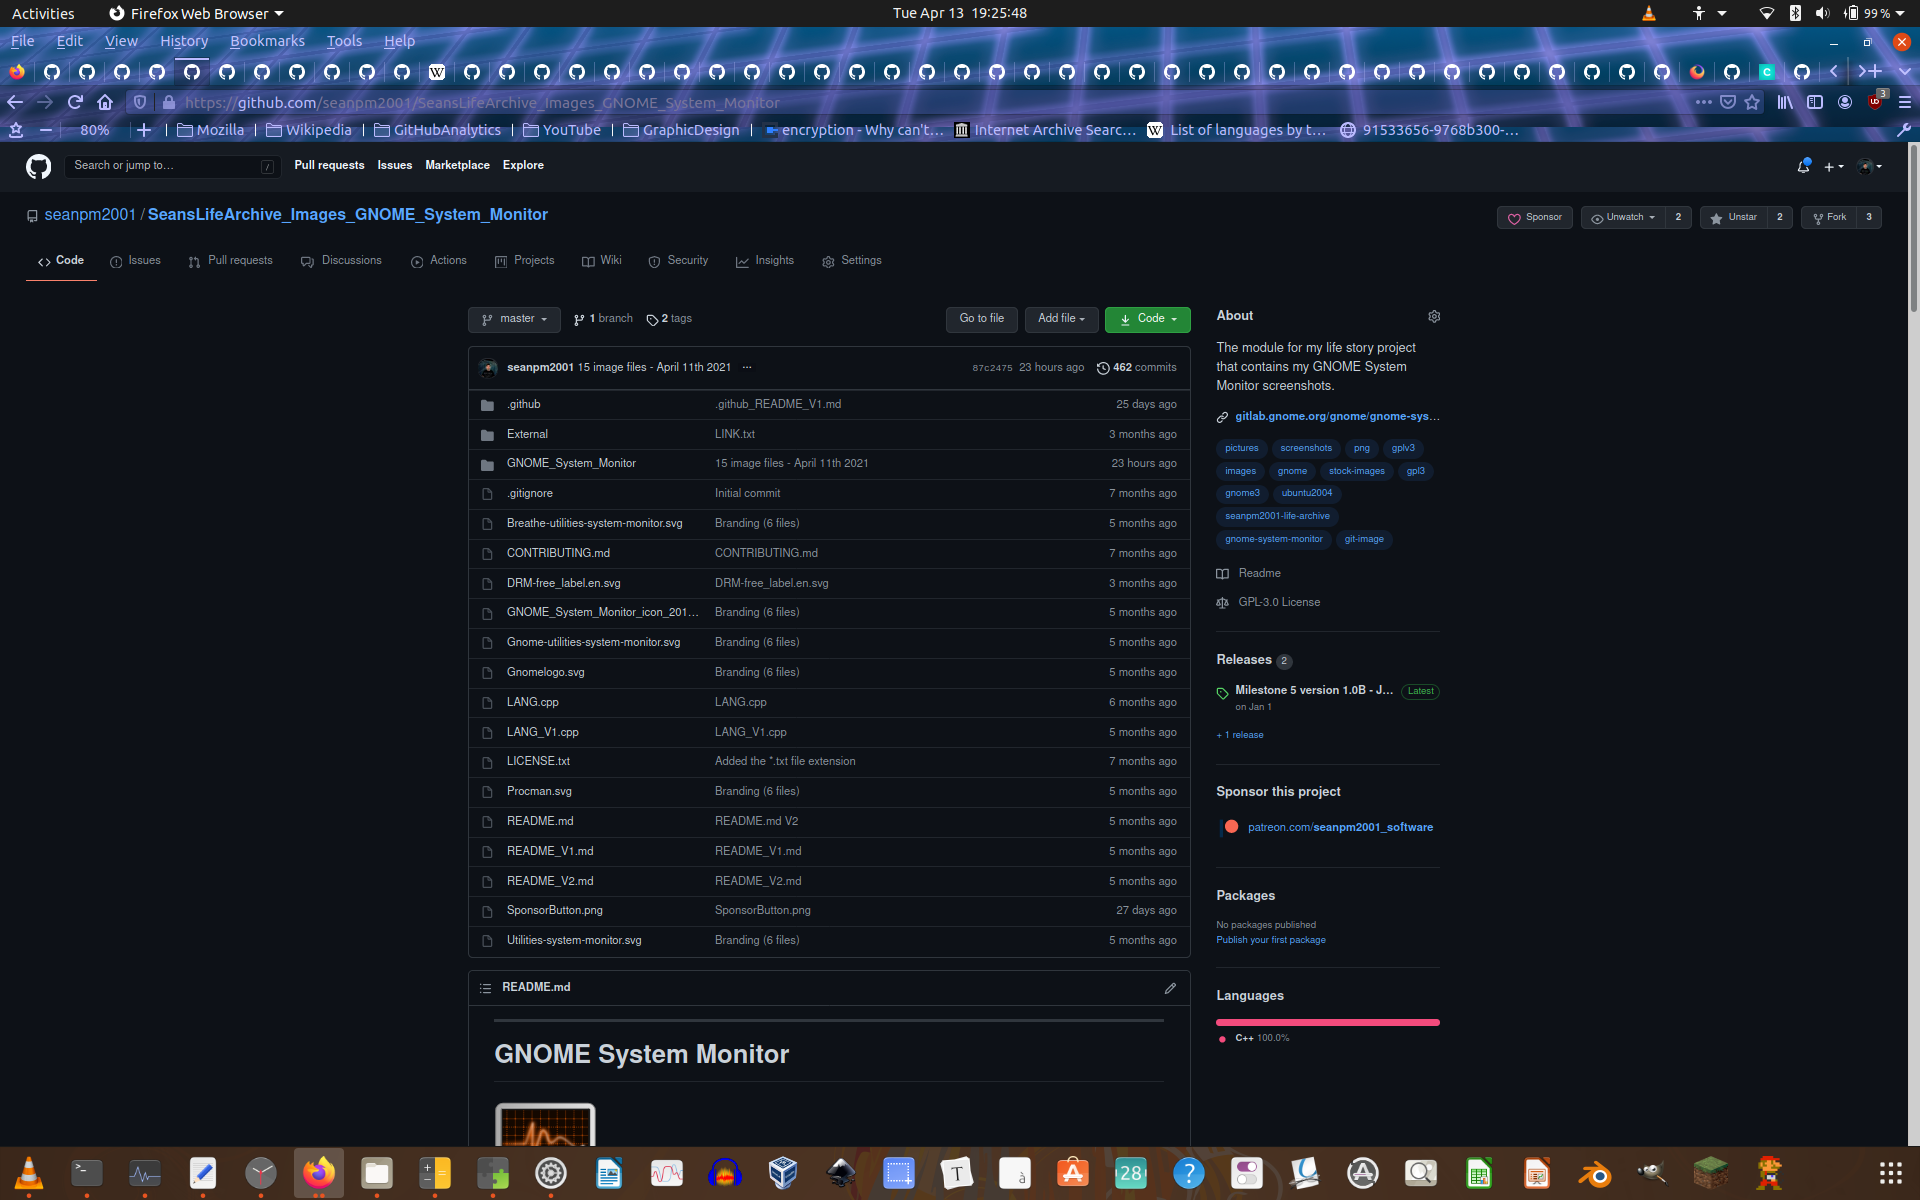 Activities Firefox Web Browser Tue Apr 13 19:25:48 99 %
File Edit View History Bookmarks Tools Help
https://github.com/seanpm2001/SeansLifeArchive_Images_GNOME_System_Monitor 3
80% Mozilla Wikipedia GitHubAnalytics YouTube GraphicDesign encryption - Why can't… Internet Archive Searc… List of languages by t… 91533656-9768b300-…
Search or jump to… / Pull requests Issues Marketplace Explore
seanpm2001 / SeansLifeArchive_Images_GNOME_System_Monitor Sponsor Unwatch 2 Unstar 2 Fork 3
Code Issues Pull requests Discussions Actions Projects Wiki Security Insights Settings
master 1 branch 2 tags Go to file Add file Code
seanpm2001 15 image files - April 11th 2021 … 87c2475 23 hours ago 462 commits
.github .github_README_V1.md 25 days ago
External LINK.txt 3 months ago
GNOME_System_Monitor 15 image files - April 11th 2021 23 hours ago
.gitignore Initial commit 7 months ago
Breathe-utilities-system-monitor.svg Branding (6 files) 5 months ago
CONTRIBUTING.md CONTRIBUTING.md 7 months ago
DRM-free_label.en.svg DRM-free_label.en.svg 3 months ago
GNOME_System_Monitor_icon_201… Branding (6 files) 5 months ago
Gnome-utilities-system-monitor.svg Branding (6 files) 5 months ago
Gnomelogo.svg Branding (6 files) 5 months ago
LANG.cpp LANG.cpp 6 months ago
LANG_V1.cpp LANG_V1.cpp 5 months ago
LICENSE.txt Added the *.txt file extension 7 months ago
Procman.svg Branding (6 files) 5 months ago
README.md README.md V2 5 months ago
README_V1.md README_V1.md 5 months ago
README_V2.md README_V2.md 5 months ago
SponsorButton.png SponsorButton.png 27 days ago
Utilities-system-monitor.svg Branding (6 files) 5 months ago
README.md
GNOME System Monitor
About
The module for my life story project
that contains my GNOME System
Monitor screenshots.
gitlab.gnome.org/gnome/gnome-sys…
pictures screenshots png gplv3
images gnome stock-images gpl3
gnome3 ubuntu2004
seanpm2001-life-archive
gnome-system-monitor git-image
Readme
GPL-3.0 License
Releases 2
Milestone 5 version 1.0B - J… Latest
on Jan 1
+ 1 release
Sponsor this project
patreon.com/seanpm2001_software
Packages
No packages published
Publish your first package
Languages
C++ 100.0%